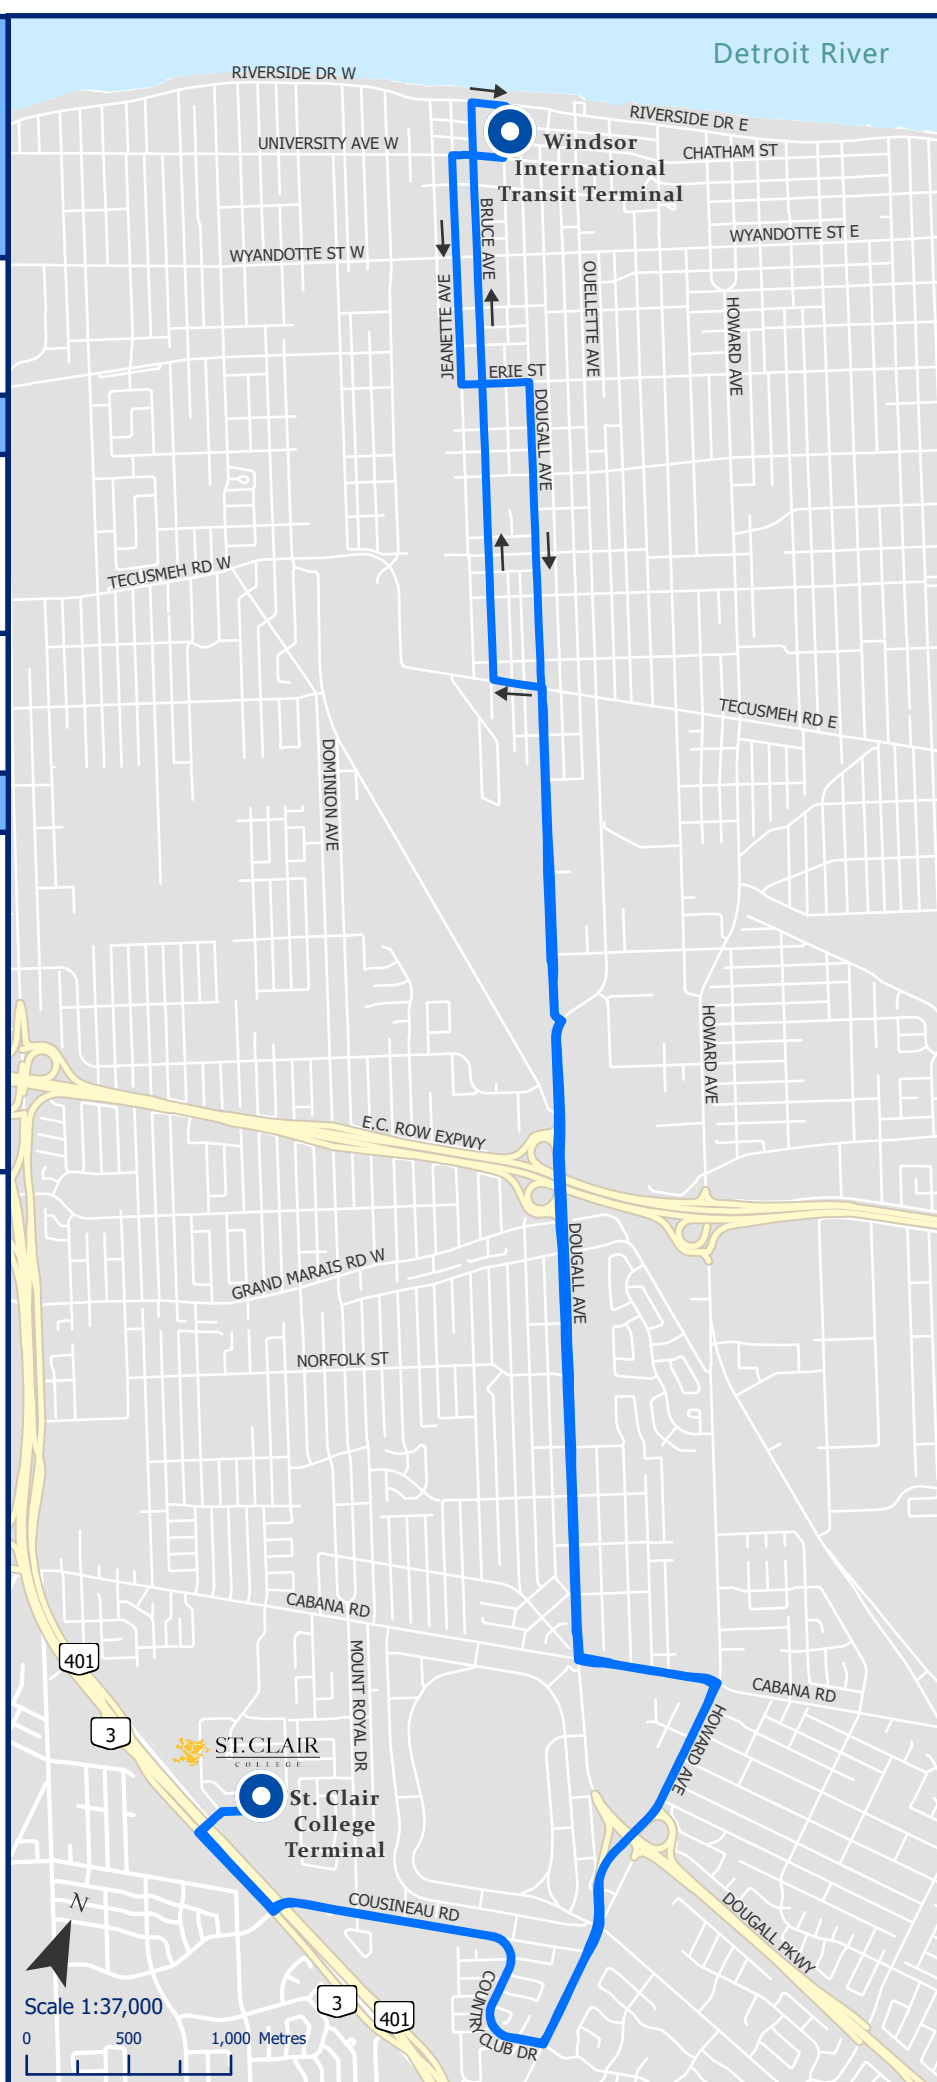 Detroit River
RIVERSIDE DR W
RIVERSIDE DR E
UNIVERSITY AVE W
CHATHAM ST
Windsor
International
Transit Terminal
BRUCE AVE
WYANDOTTE ST E
WYANDOTTE ST W
JEANETTE AVE
OUELLETTE AVE
HOWARD AVE
ERIE ST
DOUGALL AVE
TECUSMEH RD W
TECUSMEH RD E
DOMINION AVE
HOWARD AVE
E.C. ROW EXPWY
DOUGALL AVE
GRAND MARAIS RD W
NORFOLK ST
CABANA RD
MOUNT ROYAL DR
401
CABANA RD
HOWARD AVE
3
ST. CLAIR
COLLEGE
St. Clair
College
Terminal
COUSINEAU RD
DOUGALL PKWY
N
COUNTRY CLUB DR
3
401
Scale 1:37,000
0 500 1,000 Metres